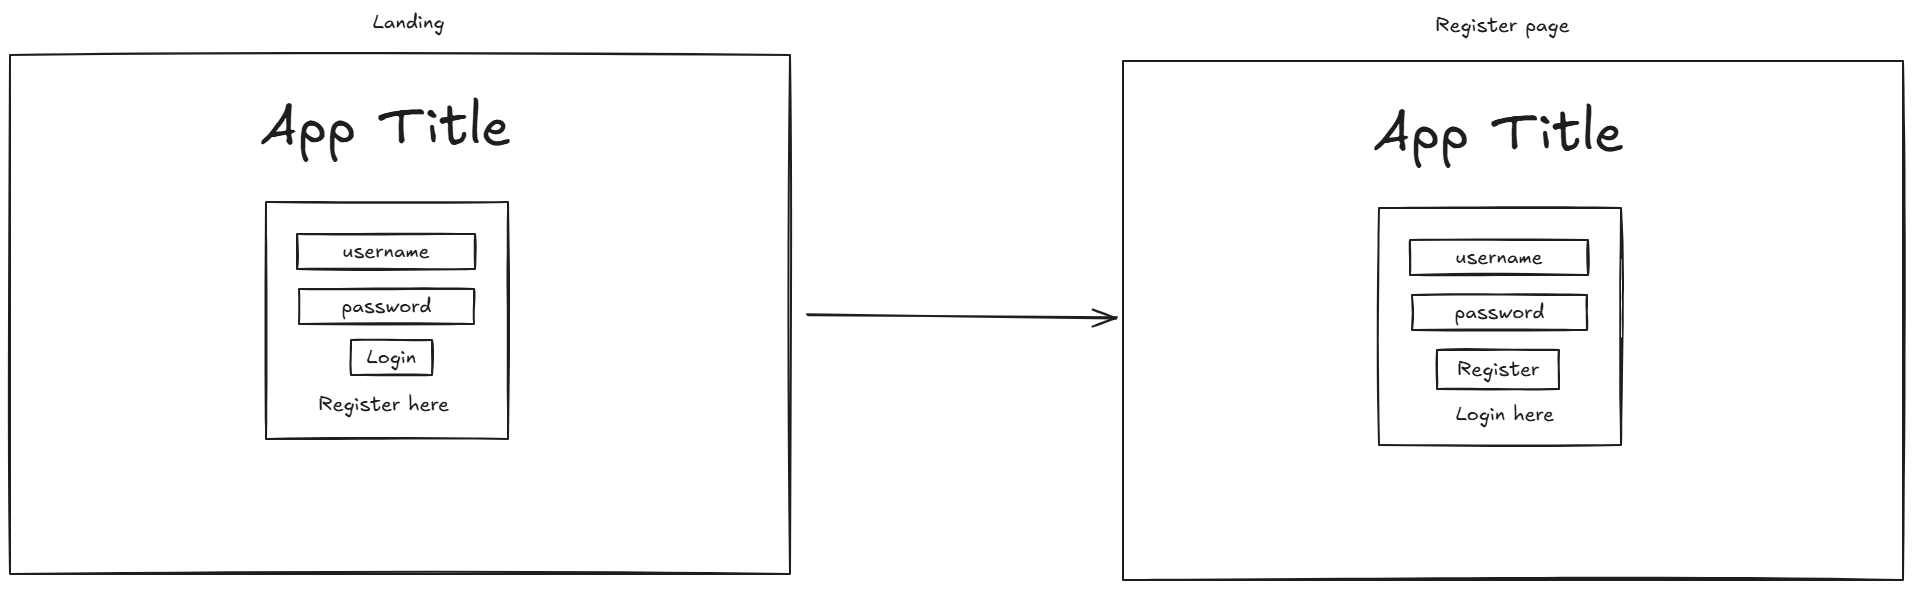 Landing
App Title
username
password
Login
Register here
Register page
App Title
username
password
Register
Login here